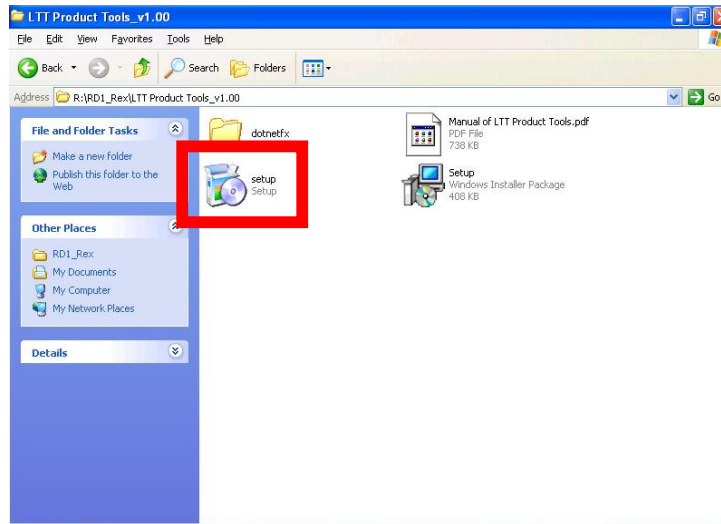 LTT Product Tools_v1.00
File Edit View Favorites Tools Help
Back Search Folders
Address R:\RD1_Rex\LTT Product Tools_v1.00 Go
File and Folder Tasks
Make a new folder
Publish this folder to the
Web
Other Places
RD1_Rex
My Documents
My Computer
My Network Places
Details
dotnetfx
Manual of LTT Product Tools.pdf
PDF File
738 KB
setup
Setup
Setup
Windows Installer Package
408 KB